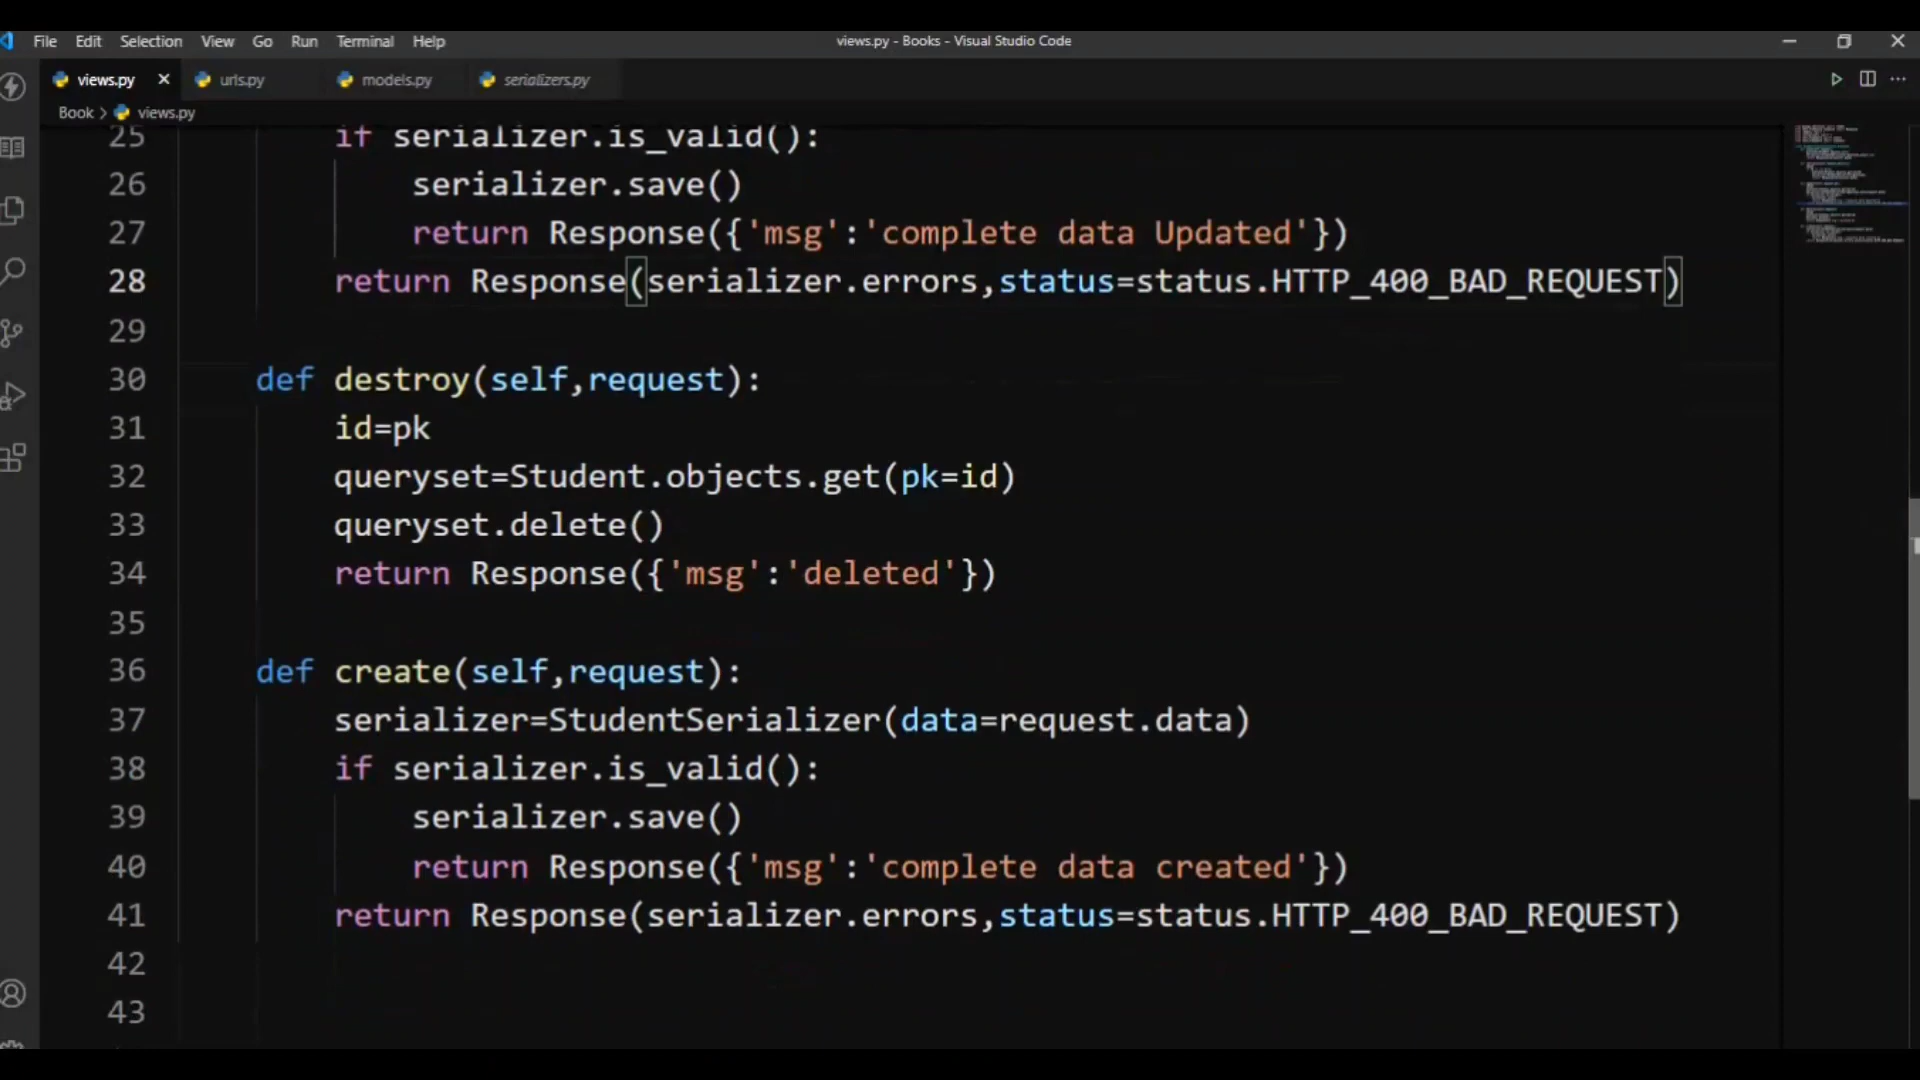 File Edit Selection View Go Run Terminal Help views.py - Books - Visual Studio Code
views.py urls.py models.py serializers.py
Book > views.py
25 if serializer.is_valid():
26 serializer.save()
27 return Response({'msg':'complete data Updated'})
28 return Response(serializer.errors,status=status.HTTP_400_BAD_REQUEST)
29
30 def destroy(self,request):
31 id=pk
32 queryset=Student.objects.get(pk=id)
33 queryset.delete()
34 return Response({'msg':'deleted'})
35
36 def create(self,request):
37 serializer=StudentSerializer(data=request.data)
38 if serializer.is_valid():
39 serializer.save()
40 return Response({'msg':'complete data created'})
41 return Response(serializer.errors,status=status.HTTP_400_BAD_REQUEST)
42
43